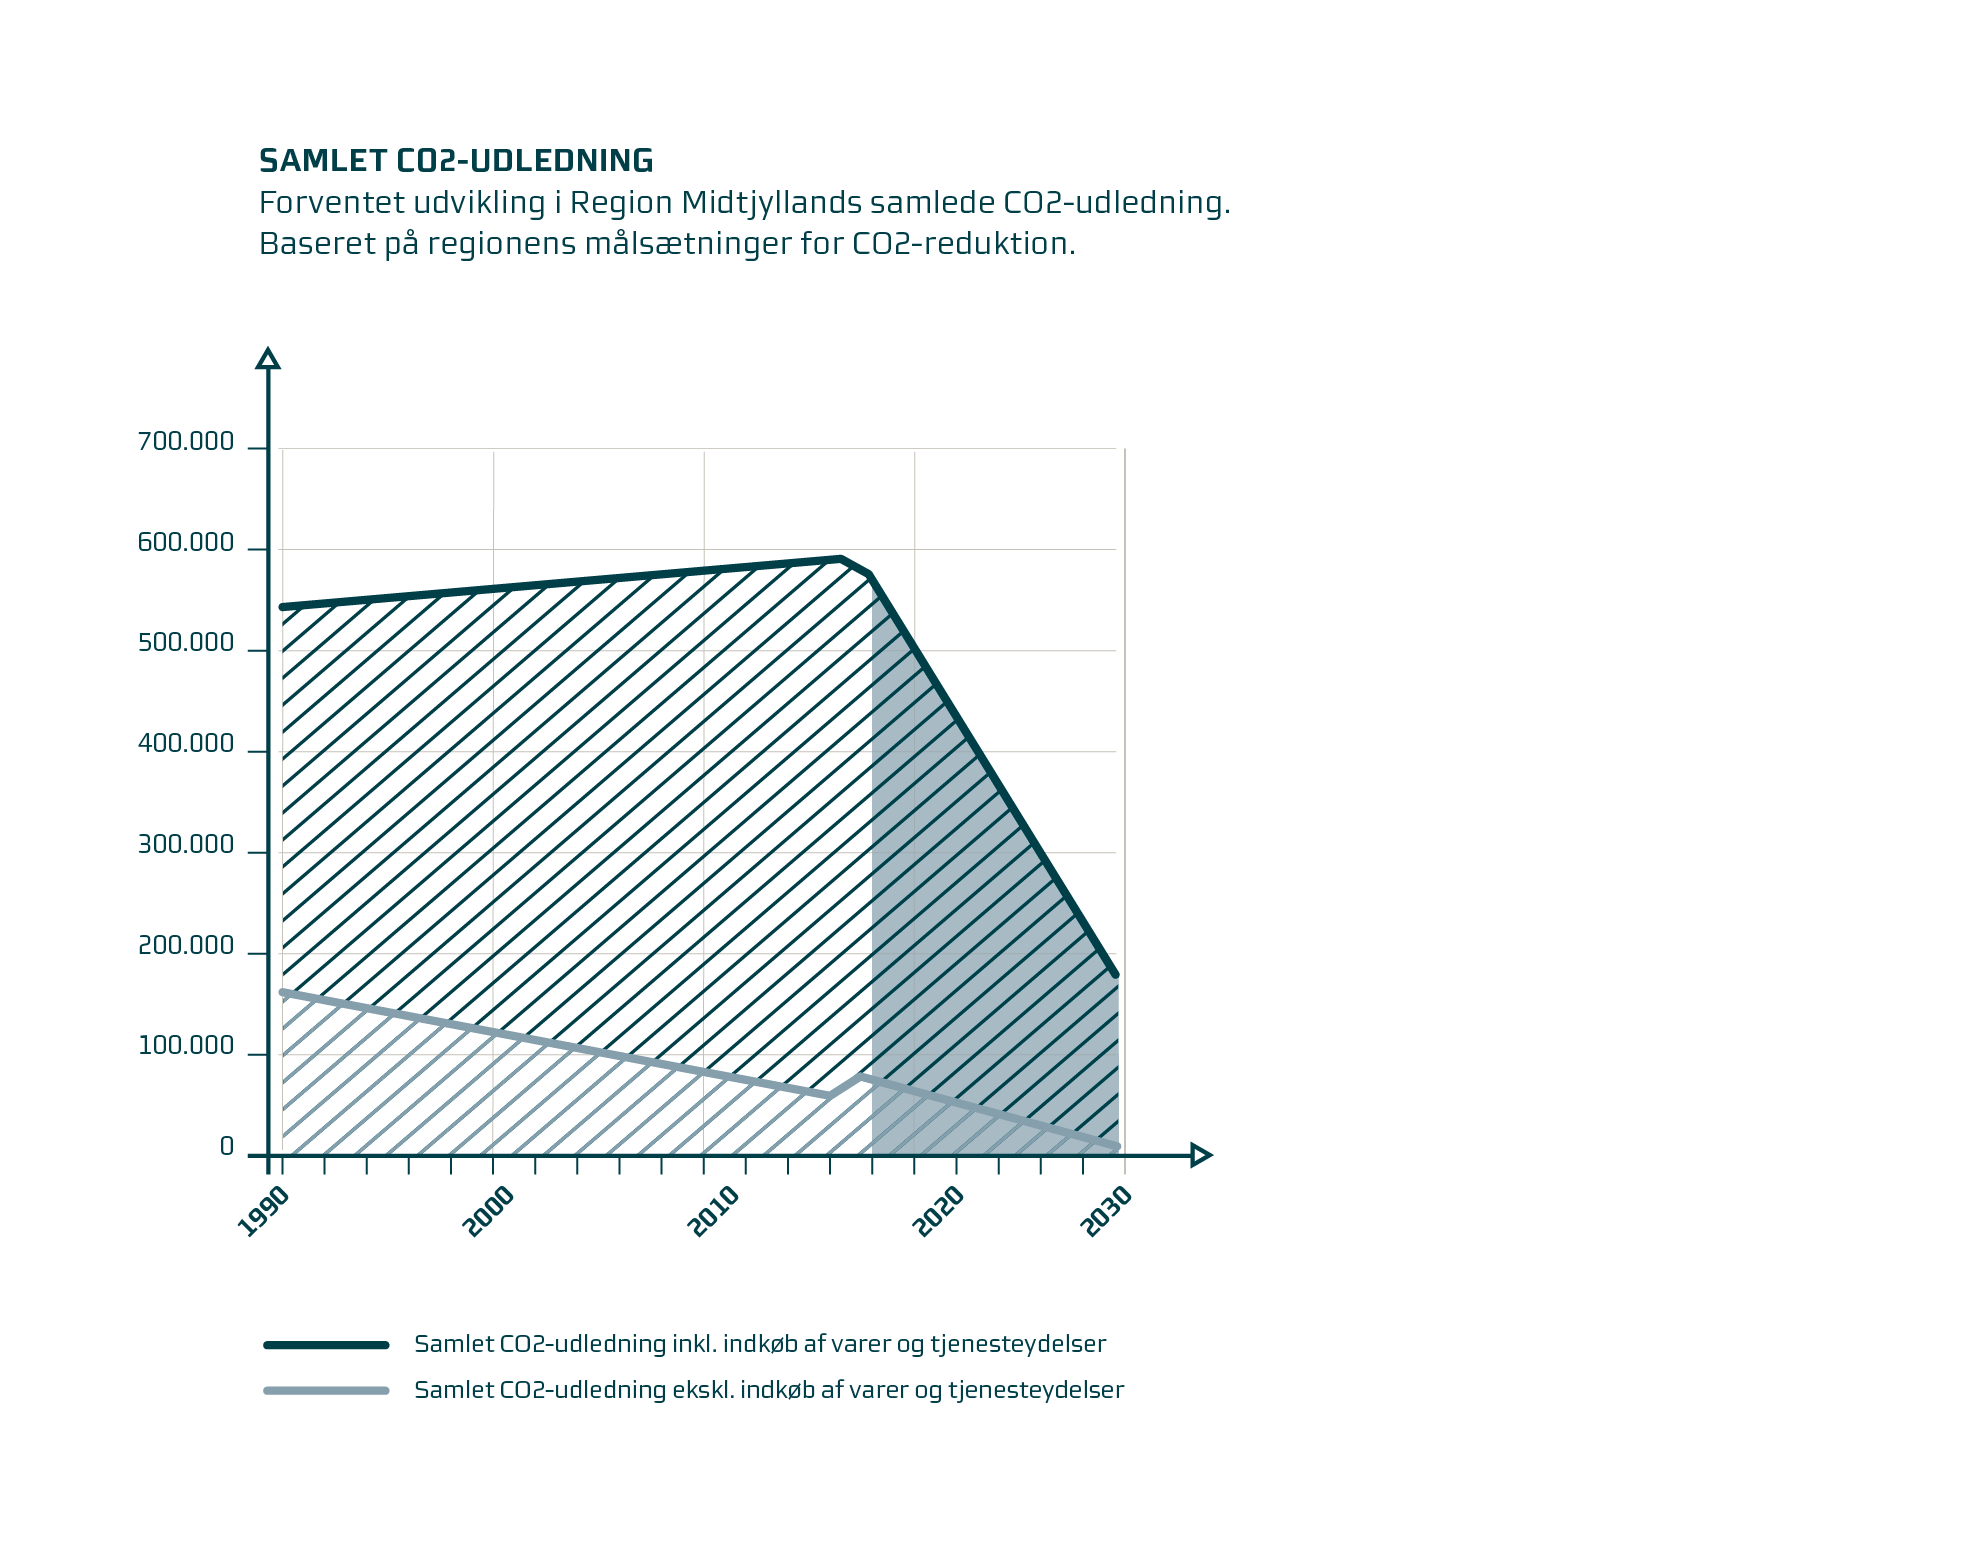 SAMLET CO2-UDLEDNING
Forventet udvikling i Region Midtjyllands samlede CO2-udledning.
Baseret på regionens målsætninger for CO2-reduktion.
700.000
600.000
500.000
400.000
300.000
200.000
100.000
0
1990 2000 2010 2020 2030
Samlet CO2-udledning inkl. indkøb af varer og tjenesteydelser
Samlet CO2-udledning ekskl. indkøb af varer og tjenesteydelser